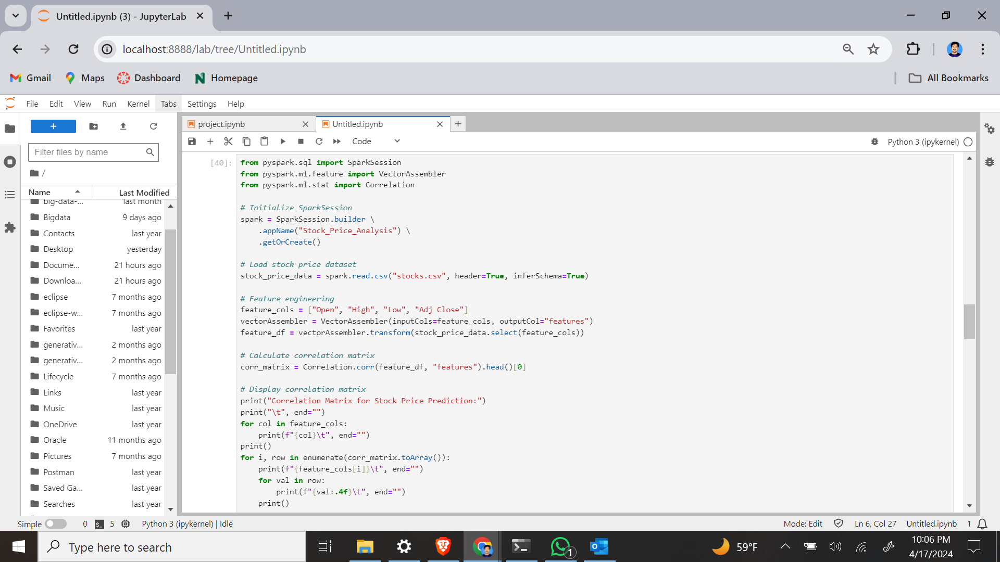 Untitled.ipynb (3) - JupyterLab
localhost:8888/lab/tree/Untitled.ipynb
Gmail
Maps
Dashboard
Homepage
All Bookmarks
File Edit View Run Kernel Tabs Settings Help
project.ipynb
Untitled.ipynb
Code
Python 3 (ipykernel)
Filter files by name
/
Name Last Modified
big-data-... last month
Bigdata 9 days ago
Contacts last year
Desktop yesterday
Docume... 21 hours ago
Downloa... 21 hours ago
eclipse 7 months ago
eclipse-w... 7 months ago
Favorites last year
generativ... 2 months ago
generativ... 2 months ago
Lifecycle 7 months ago
Links last year
Music last year
OneDrive last year
Oracle 11 months ago
Pictures 7 months ago
Postman last year
Saved Ga... last year
Searches last year
[40]:
from pyspark.sql import SparkSession
from pyspark.ml.feature import VectorAssembler
from pyspark.ml.stat import Correlation
# Initialize SparkSession
spark = SparkSession.builder \
    .appName("Stock_Price_Analysis") \
    .getOrCreate()
# Load stock price dataset
stock_price_data = spark.read.csv("stocks.csv", header=True, inferSchema=True)
# Feature engineering
feature_cols = ["Open", "High", "Low", "Adj Close"]
vectorAssembler = VectorAssembler(inputCols=feature_cols, outputCol="features")
feature_df = vectorAssembler.transform(stock_price_data.select(feature_cols))
# Calculate correlation matrix
corr_matrix = Correlation.corr(feature_df, "features").head()[0]
# Display correlation matrix
print("Correlation Matrix for Stock Price Prediction:")
print("\t", end="")
for col in feature_cols:
    print(f"{col}\t", end="")
print()
for i, row in enumerate(corr_matrix.toArray()):
    print(f"{feature_cols[i]}\t", end="")
    for val in row:
        print(f"{val:.4f}\t", end="")
    print()
Simple 0 5 Python 3 (ipykernel) | Idle Mode: Edit Ln 6, Col 27 Untitled.ipynb 1
Type here to search
1
59°F
10:06 PM
4/17/2024